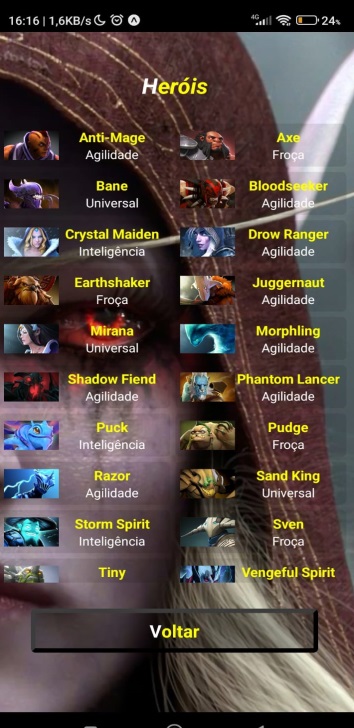 16:16 | 1,6KB/s 4G 24%
Heróis
Anti-Mage
Agilidade
Axe
Froça
Bane
Universal
Bloodseeker
Agilidade
Crystal Maiden
Inteligência
Drow Ranger
Agilidade
Earthshaker
Froça
Juggernaut
Agilidade
Mirana
Universal
Morphling
Agilidade
Shadow Fiend
Agilidade
Phantom Lancer
Agilidade
Puck
Inteligência
Pudge
Froça
Razor
Agilidade
Sand King
Universal
Storm Spirit
Inteligência
Sven
Froça
Tiny
Vengeful Spirit
Voltar